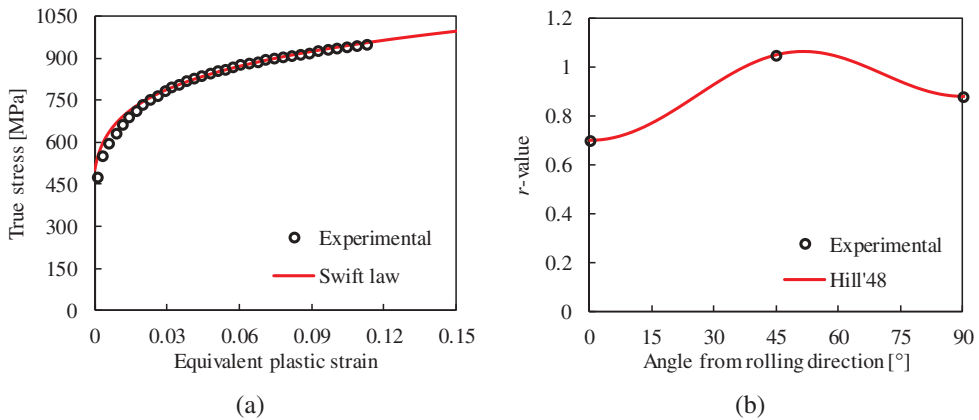 1050
900
750
600
450
300
150
0
True stress [MPa]
Experimental
Swift law
0 0.03 0.06 0.09 0.12 0.15
Equivalent plastic strain
(a)
1.2
1
0.8
0.6
0.4
0.2
0
r-value
Experimental
Hill'48
0 15 30 45 60 75 90
Angle from rolling direction [°]
(b)